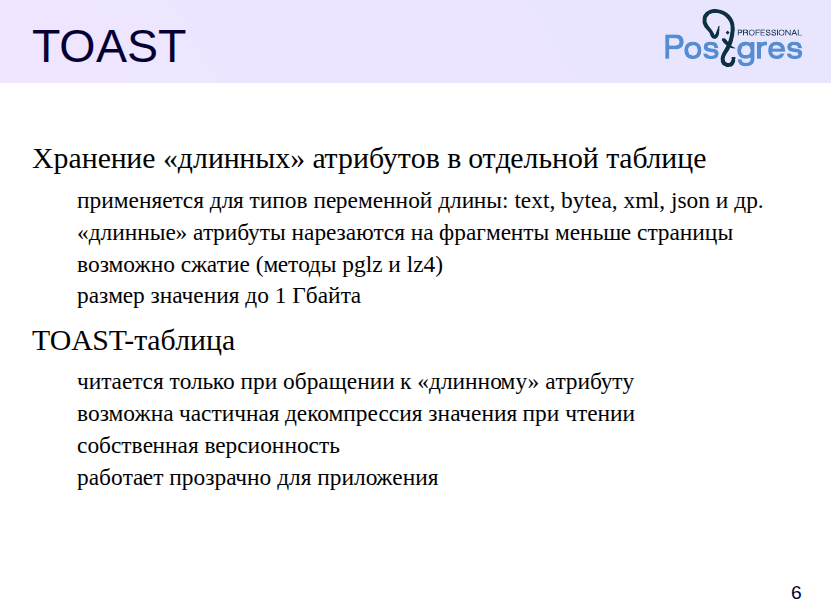 TOAST
PROFESSIONAL
Postgres
Хранение «длинных» атрибутов в отдельной таблице
применяется для типов переменной длины: text, bytea, xml, json и др.
«длинные» атрибуты нарезаются на фрагменты меньше страницы
возможно сжатие (методы pglz и lz4)
размер значения до 1 Гбайта
TOAST-таблица
читается только при обращении к «длинному» атрибуту
возможна частичная декомпрессия значения при чтении
собственная версионность
работает прозрачно для приложения
6